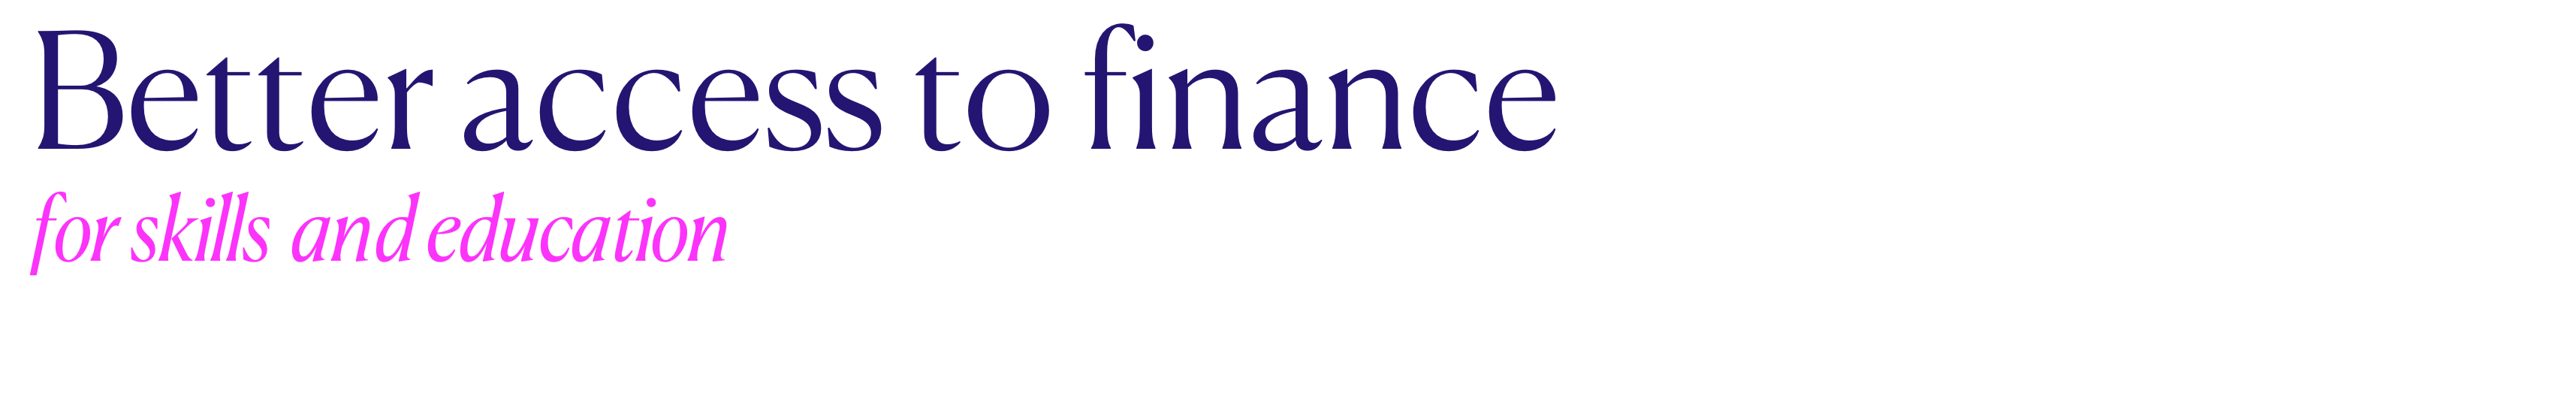 Better access to finance
for skills and education